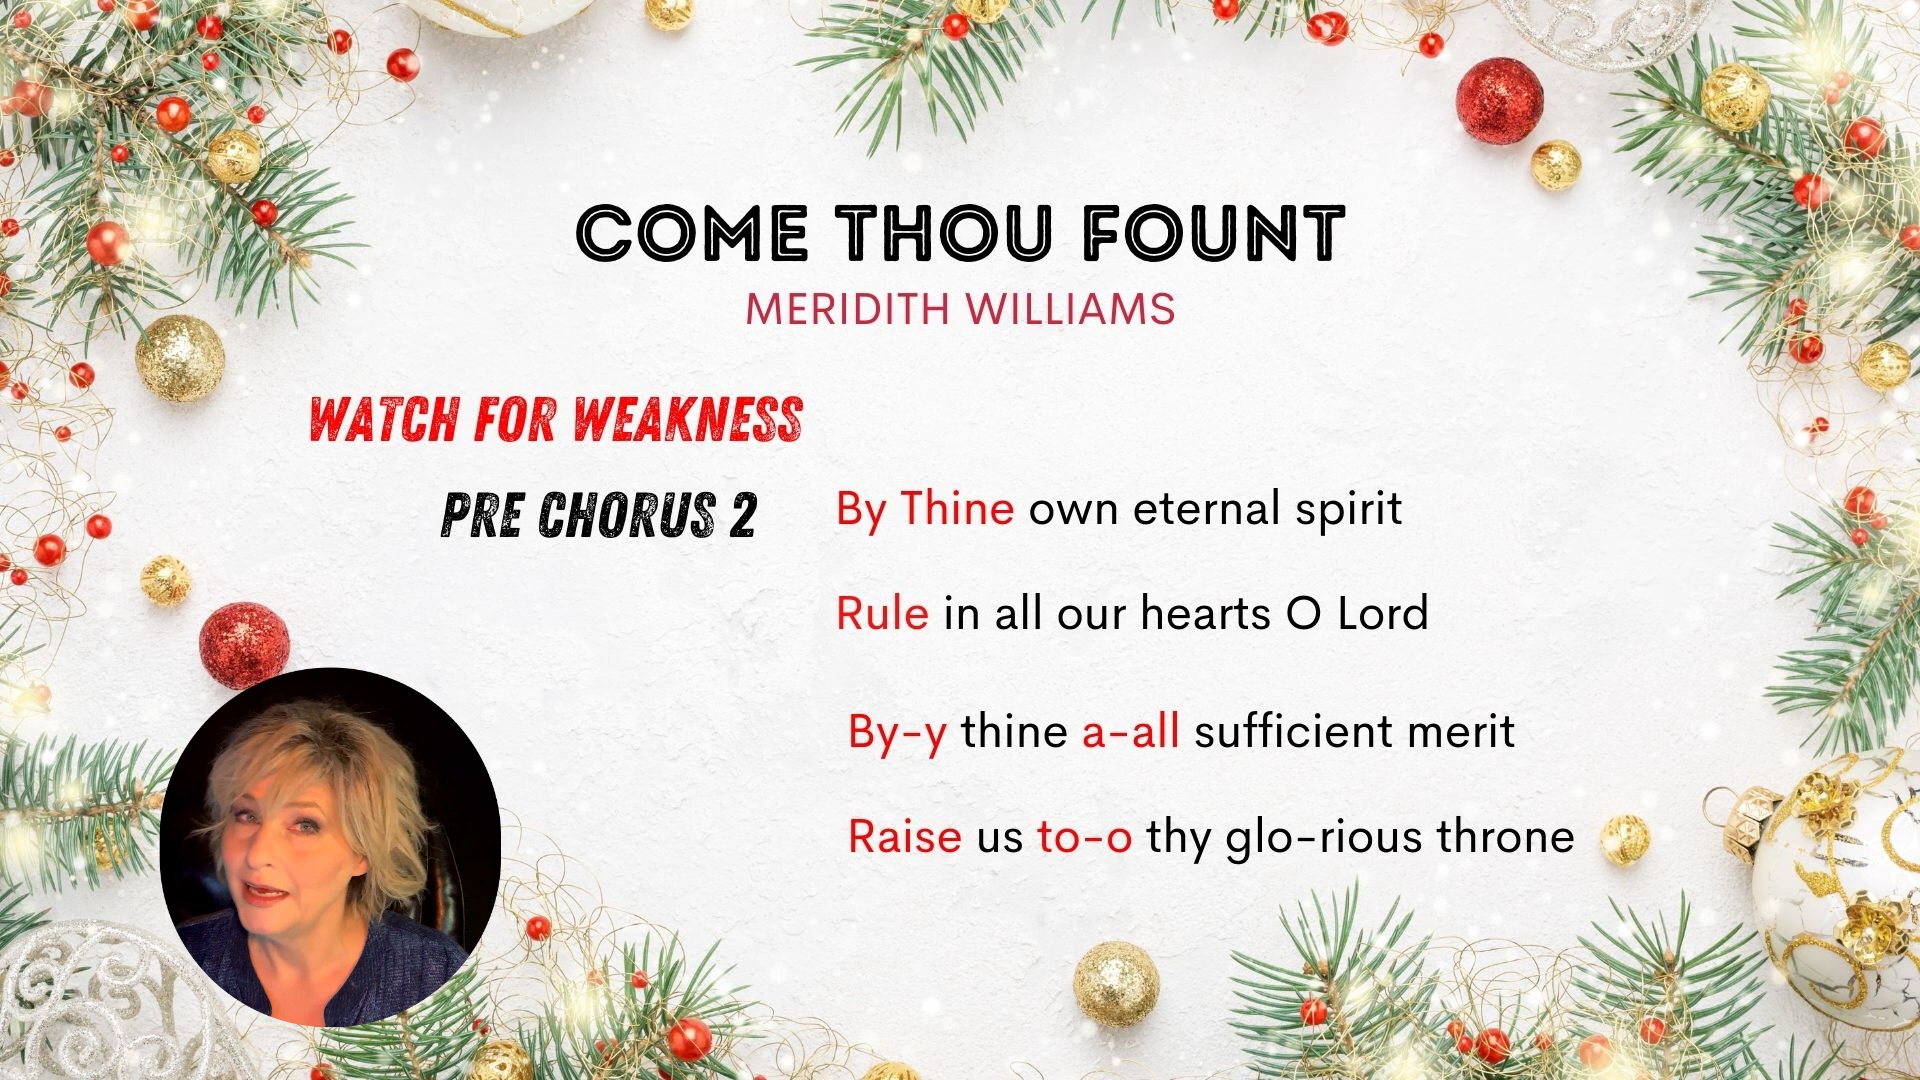 COME THOU FOUNT
MERIDITH WILLIAMS
WATCH FOR WEAKNESS
PRE CHORUS 2
By Thine own eternal spirit
Rule in all our hearts O Lord
By-y thine a-all sufficient merit
Raise us to-o thy glo-rious throne